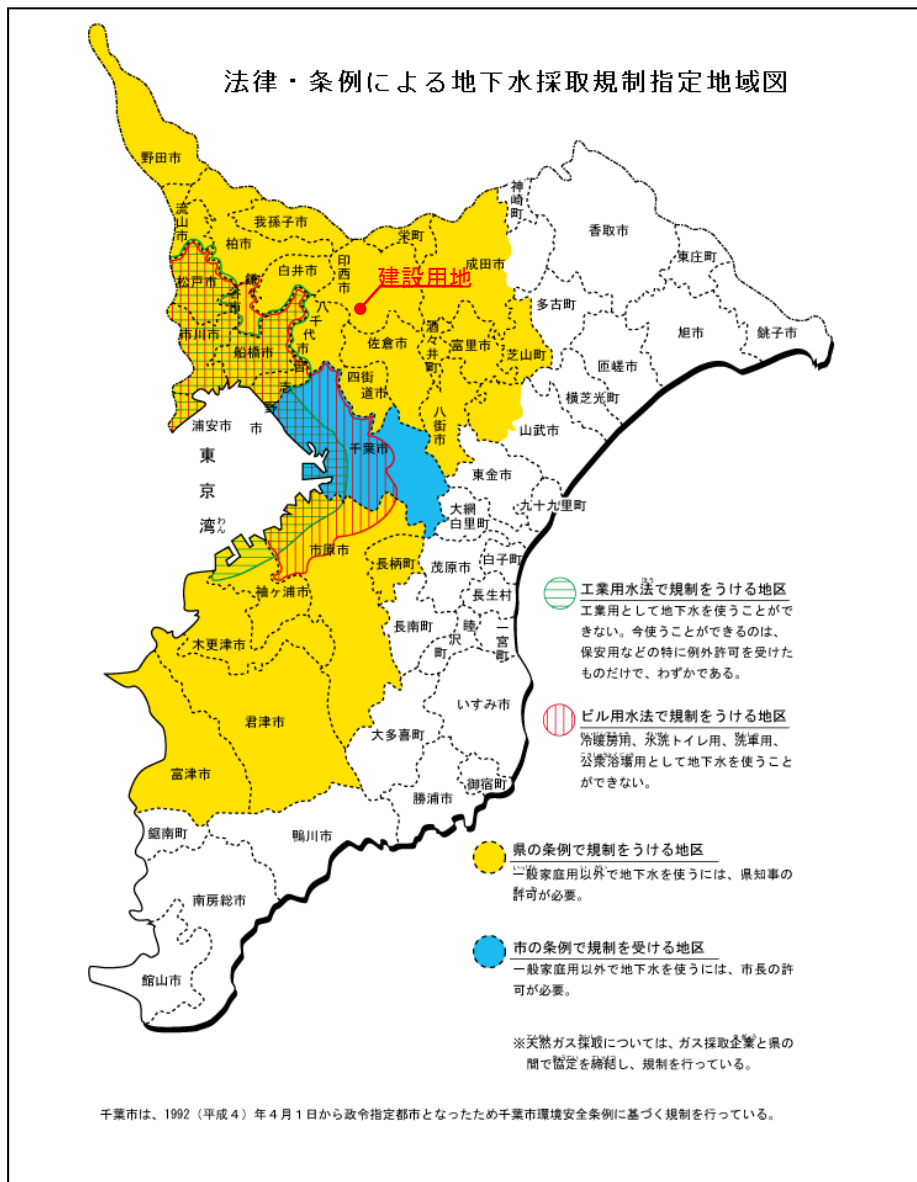 法律・条例による地下水採取規制指定地域図
野田市
流山市
柏市
我孫子市
栄町
神崎町
香取市
東庄町
松戸市
鎌ケ谷市
白井市
印西市
成田市
建設用地
多古町
旭市
銚子市
市川市
船橋市
八千代市
佐倉市
酒々井町
富里市
芝山町
匝瑳市
横芝光町
浦安市
習志野市
四街道市
八街市
山武市
千葉市
東金市
東京湾
わん
大網白里町
九十九里町
市原市
長柄町
茂原市
白子町
袖ヶ浦市
長生村
長南町
睦沢町
一宮町
木更津市
いすみ市
君津市
大多喜町
富津市
御宿町
勝浦市
鋸南町
鴨川市
南房総市
館山市
ほう
工業用水法で規制をうける地区
工業用として地下水を使うことがで
きない。今使うことができるのは、
保安用などの特に例外許可を受けた
ものだけで、わずかである。
ビル用水法で規制をうける地区
冷暖房用、水洗トイレ用、洗車用、
公衆浴場用として地下水を使うこと
ができない。
県の条例で規制をうける地区
一般家庭用以外で地下水を使うには、県知事の
許可が必要。
市の条例で規制を受ける地区
一般家庭用以外で地下水を使うには、市長の許
可が必要。
※天然ガス採取については、ガス採取企業と県の
間で協定を締結し、規制を行っている。
千葉市は、1992（平成４）年４月１日から政令指定都市となったため千葉市環境安全条例に基づく規制を行っている。